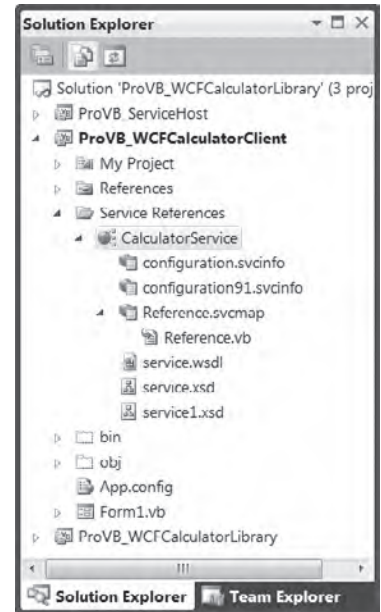 Solution Explorer
Solution 'ProVB_WCFCalculatorLibrary' (3 proj
ProVB_ServiceHost
ProVB_WCFCalculatorClient
My Project
References
Service References
CalculatorService
configuration.svcinfo
configuration91.svcinfo
Reference.svcmap
Reference.vb
service.wsdl
service.xsd
service1.xsd
bin
obj
App.config
Form1.vb
ProVB_WCFCalculatorLibrary
Solution Explorer Team Explorer